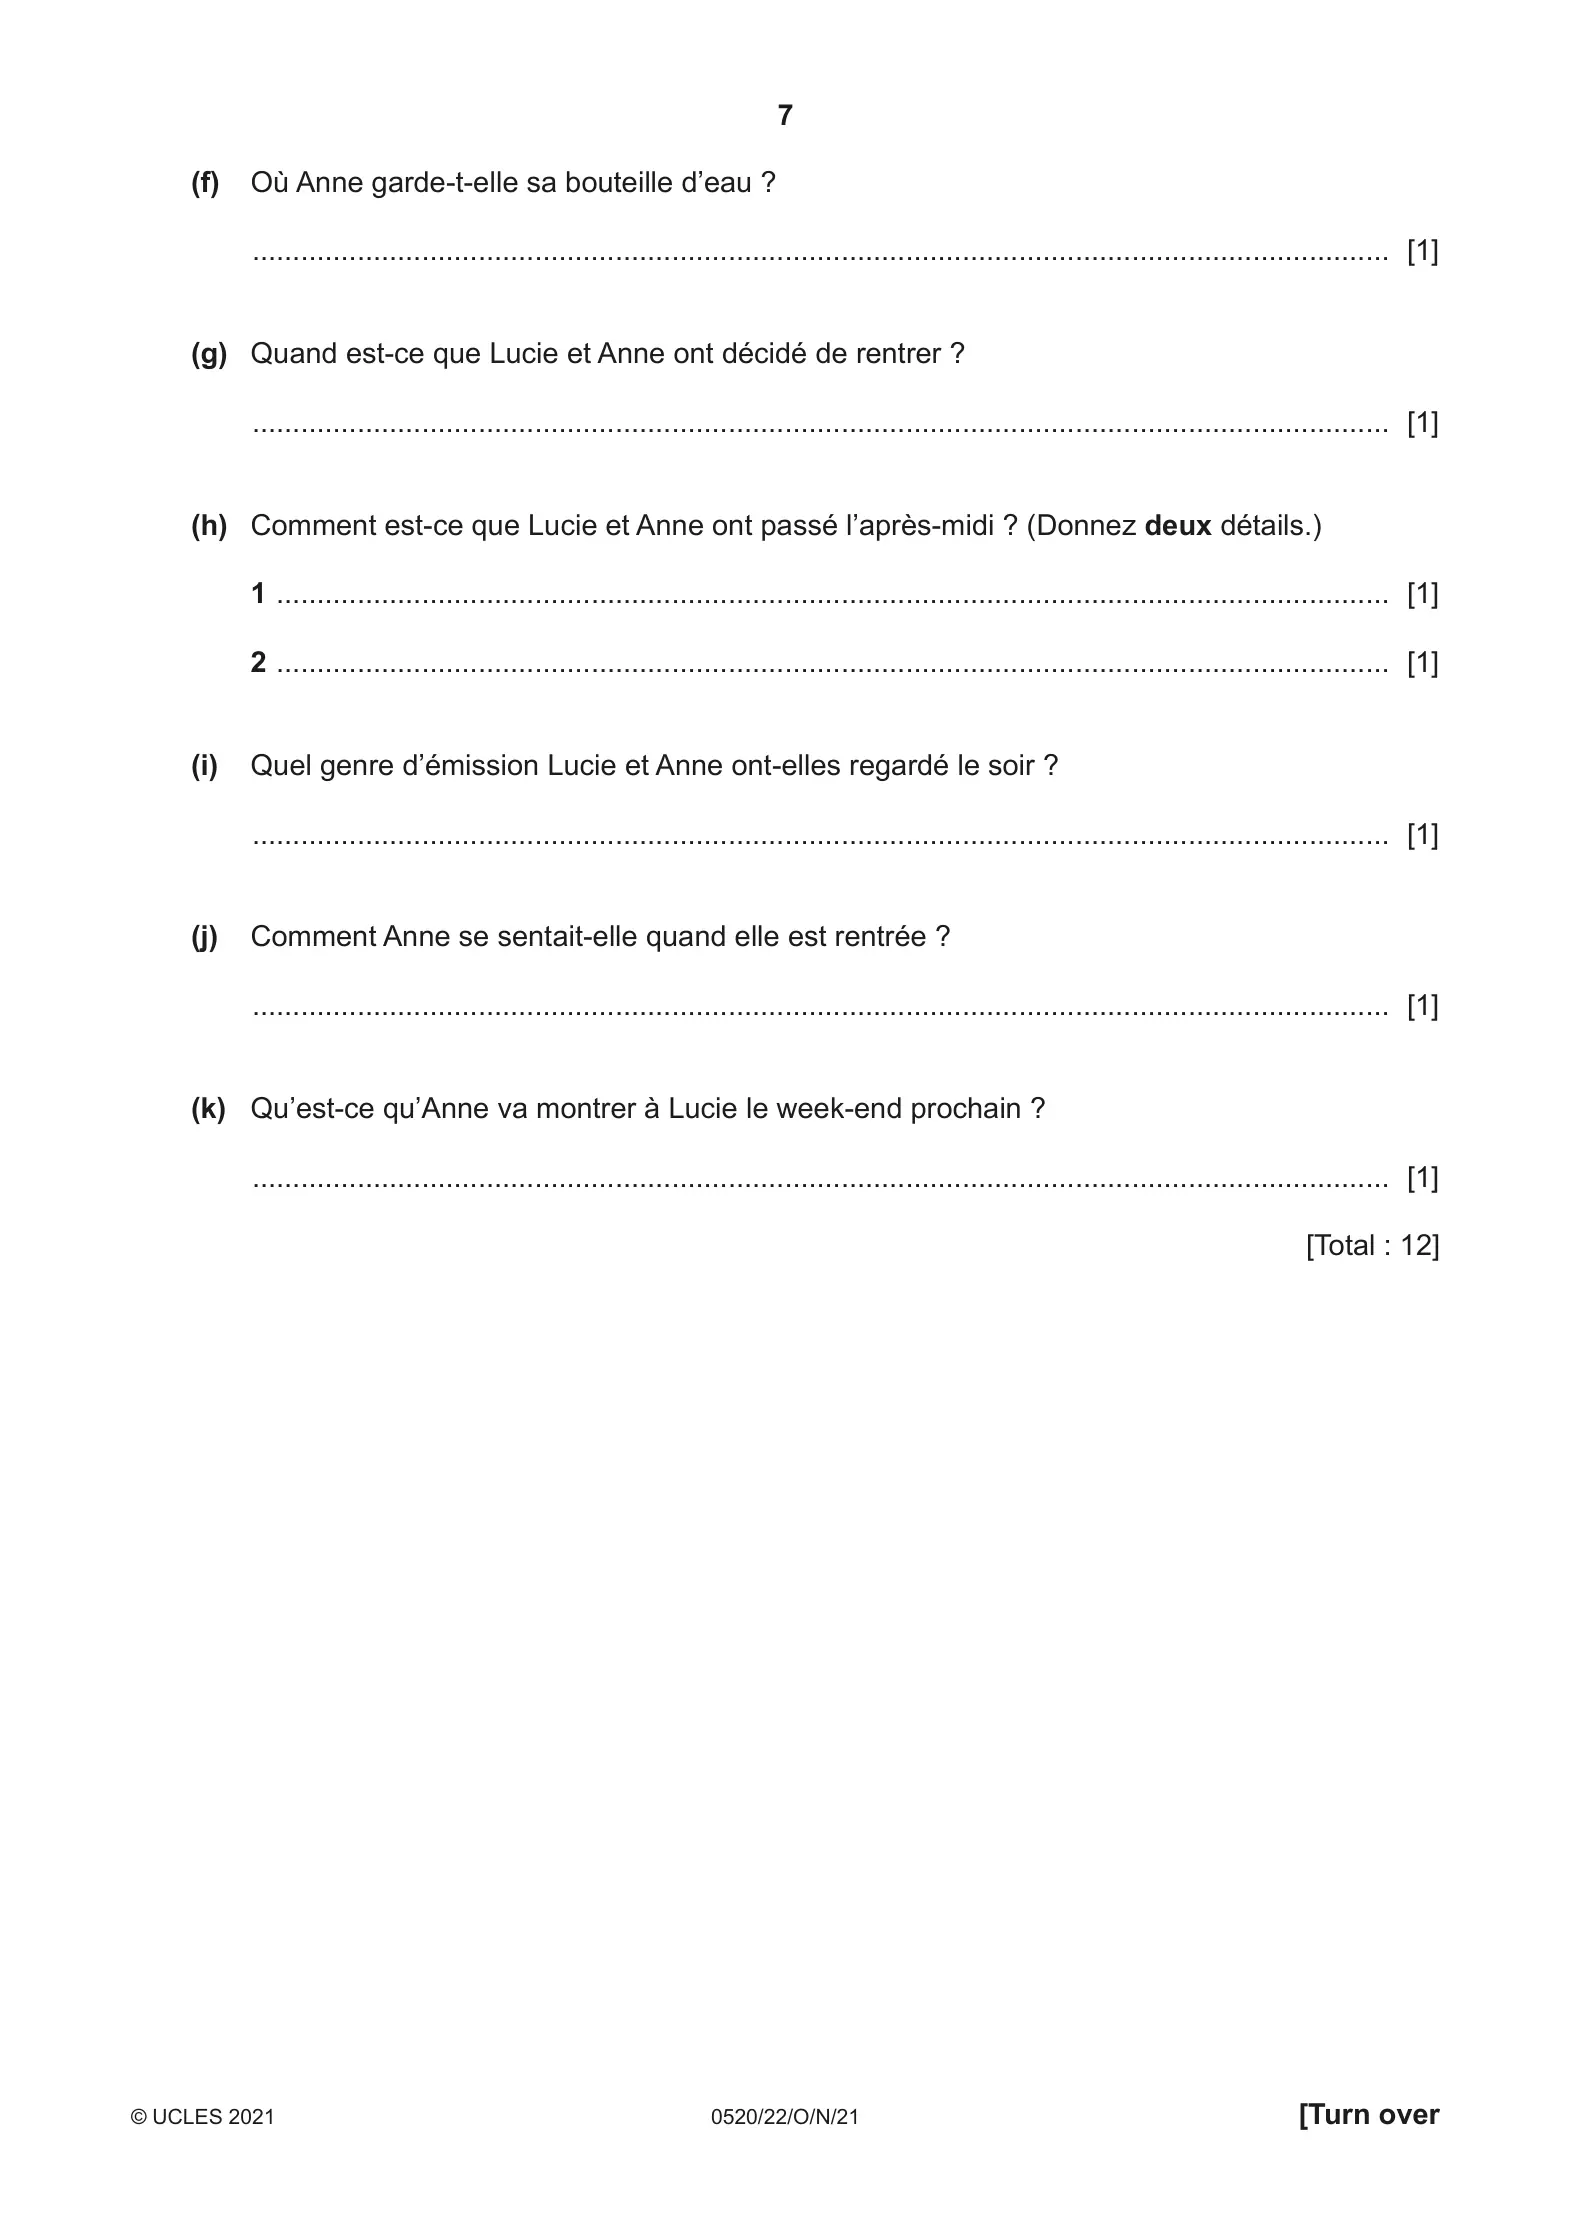 7
(f) Où Anne garde-t-elle sa bouteille d'eau ?
............................................................................................................................................ [1]
(g) Quand est-ce que Lucie et Anne ont décidé de rentrer ?
............................................................................................................................................ [1]
(h) Comment est-ce que Lucie et Anne ont passé l'après-midi ? (Donnez deux détails.)
1 ......................................................................................................................................... [1]
2 ......................................................................................................................................... [1]
(i) Quel genre d'émission Lucie et Anne ont-elles regardé le soir ?
............................................................................................................................................ [1]
(j) Comment Anne se sentait-elle quand elle est rentrée ?
............................................................................................................................................ [1]
(k) Qu'est-ce qu'Anne va montrer à Lucie le week-end prochain ?
............................................................................................................................................ [1]
[Total : 12]
© UCLES 2021 0520/22/O/N/21 [Turn over